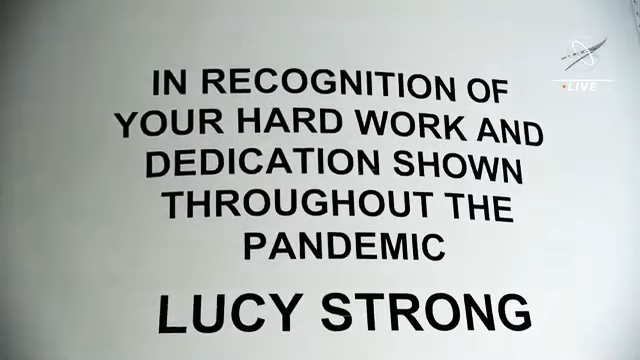 IN RECOGNITION OF
YOUR HARD WORK AND
DEDICATION SHOWN
THROUGHOUT THE
PANDEMIC
LUCY STRONG
LIVE